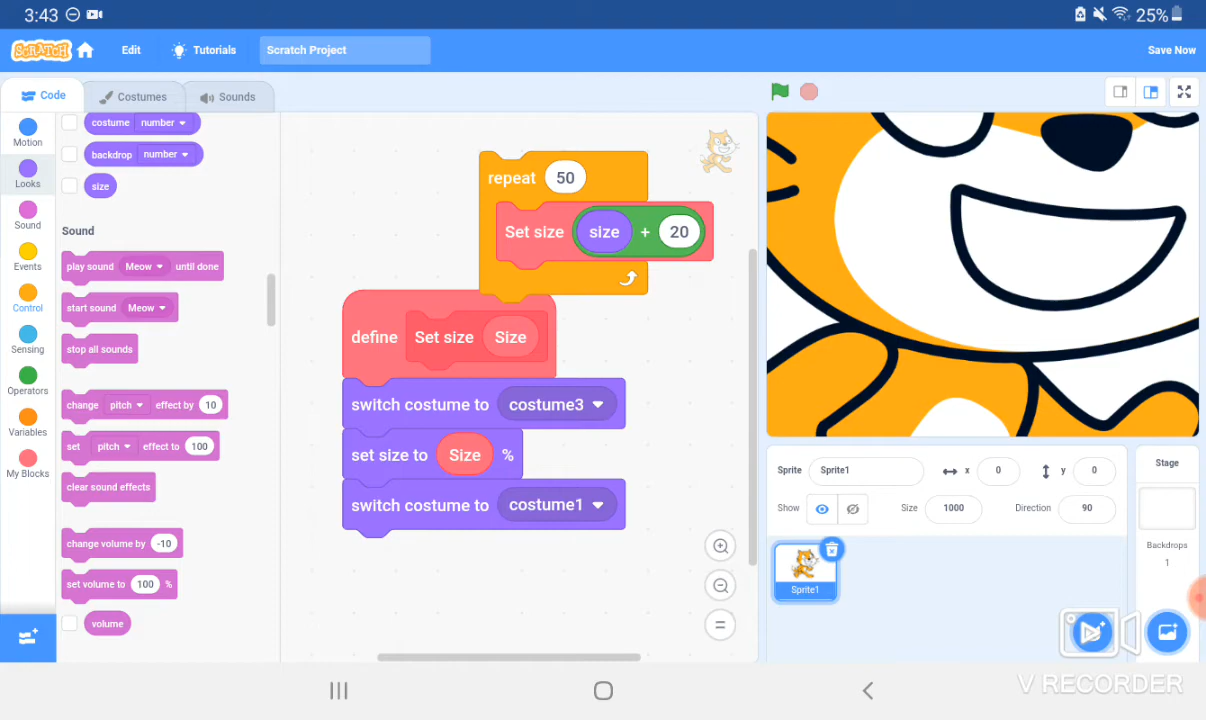 3:43
25%
SCRATCH
Edit
Tutorials
Scratch Project
Save Now
Code
Costumes
Sounds
Motion
Looks
Sound
Events
Control
Sensing
Operators
Variables
My Blocks
costume number
backdrop number
size
Sound
play sound Meow until done
start sound Meow
stop all sounds
change pitch effect by 10
set pitch effect to 100
clear sound effects
change volume by -10
set volume to 100 %
volume
repeat 50
Set size size + 20
define Set size Size
switch costume to costume3
set size to Size %
switch costume to costume1
Sprite Sprite1 x 0 y 0
Show Size 1000 Direction 90
Sprite1
Stage
Backdrops
1
V RECORDER